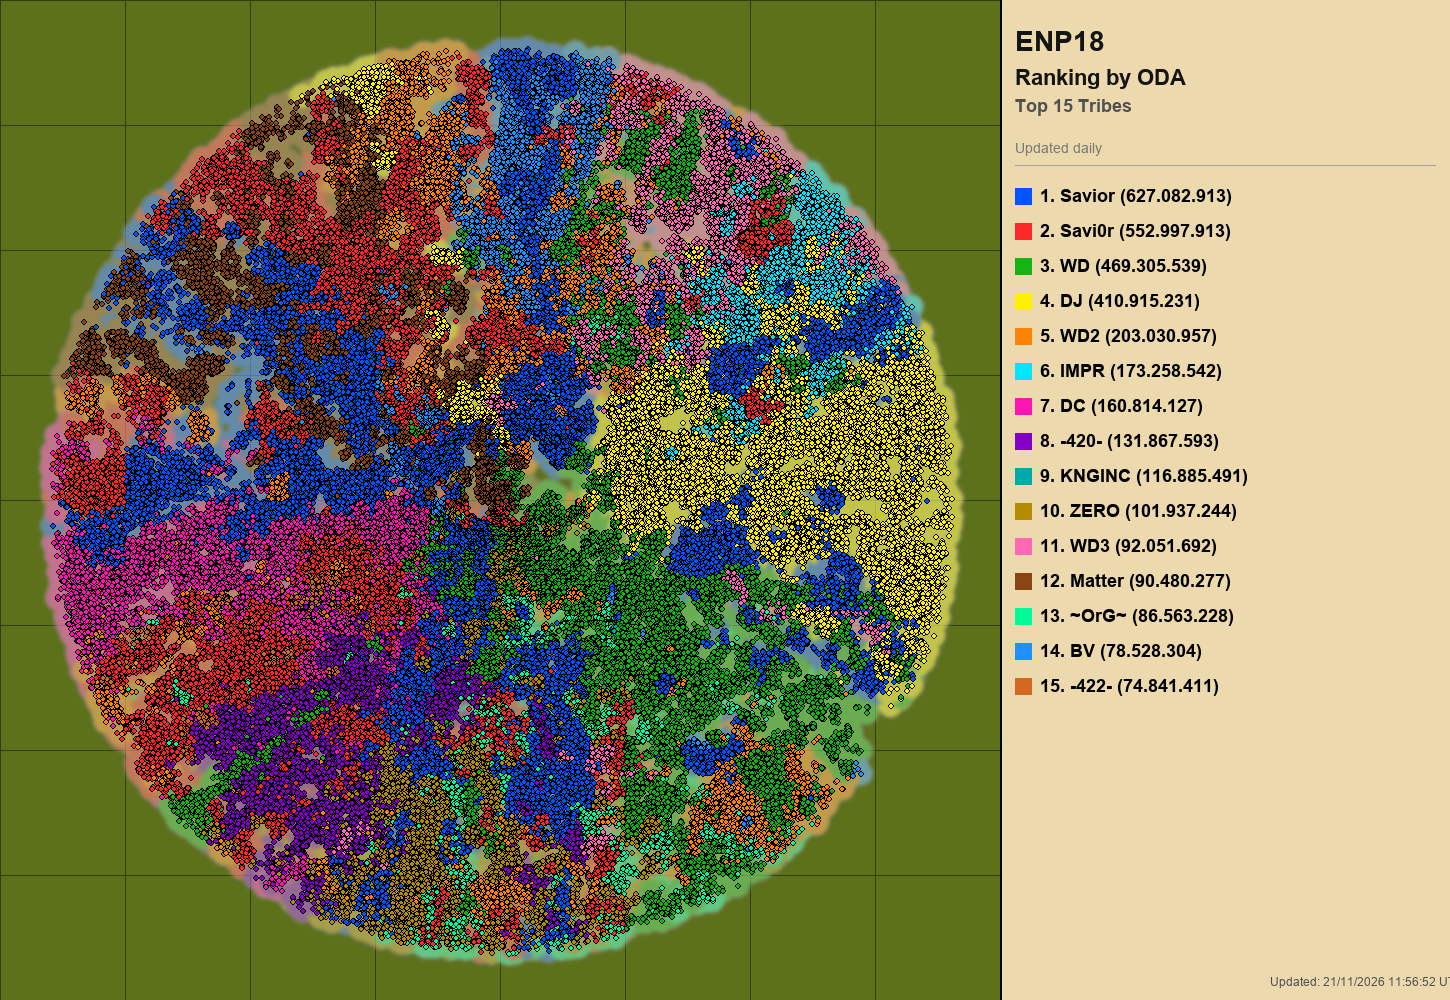 ENP18
Ranking by ODA
Top 15 Tribes
Updated daily
1. Savior (627.082.913)
2. Savi0r (552.997.913)
3. WD (469.305.539)
4. DJ (410.915.231)
5. WD2 (203.030.957)
6. IMPR (173.258.542)
7. DC (160.814.127)
8. -420- (131.867.593)
9. KNGINC (116.885.491)
10. ZERO (101.937.244)
11. WD3 (92.051.692)
12. Matter (90.480.277)
13. ~OrG~ (86.563.228)
14. BV (78.528.304)
15. -422- (74.841.411)
Updated: 21/11/2026 11:56:52